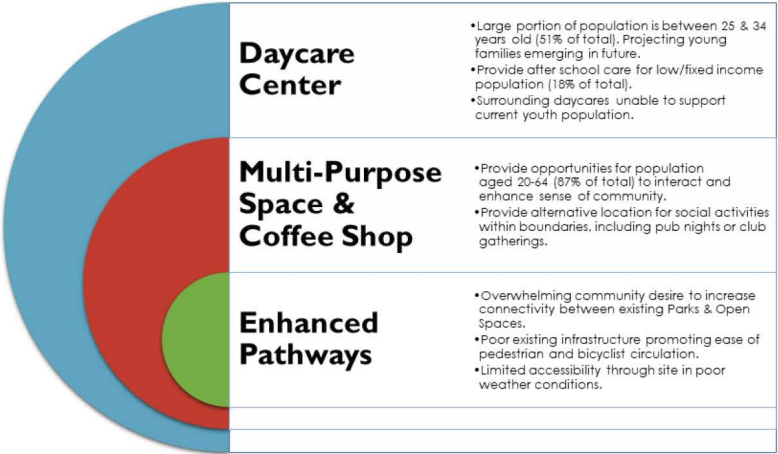 Daycare
Center
•Large portion of population is between 25 & 34
years old (51% of total). Projecting young
families emerging in future.
•Provide after school care for low/fixed income
population (18% of total).
•Surrounding daycares unable to support
current youth population.
Multi-Purpose
Space &
Coffee Shop
•Provide opportunities for population
aged 20-64 (87% of total) to interact and
enhance sense of community.
•Provide alternative location for social activities
within boundaries, including pub nights or club
gatherings.
Enhanced
Pathways
•Overwhelming community desire to increase
connectivity between existing Parks & Open
Spaces.
•Poor existing infrastructure promoting ease of
pedestrian and bicyclist circulation.
•Limited accessibility through site in poor
weather conditions.